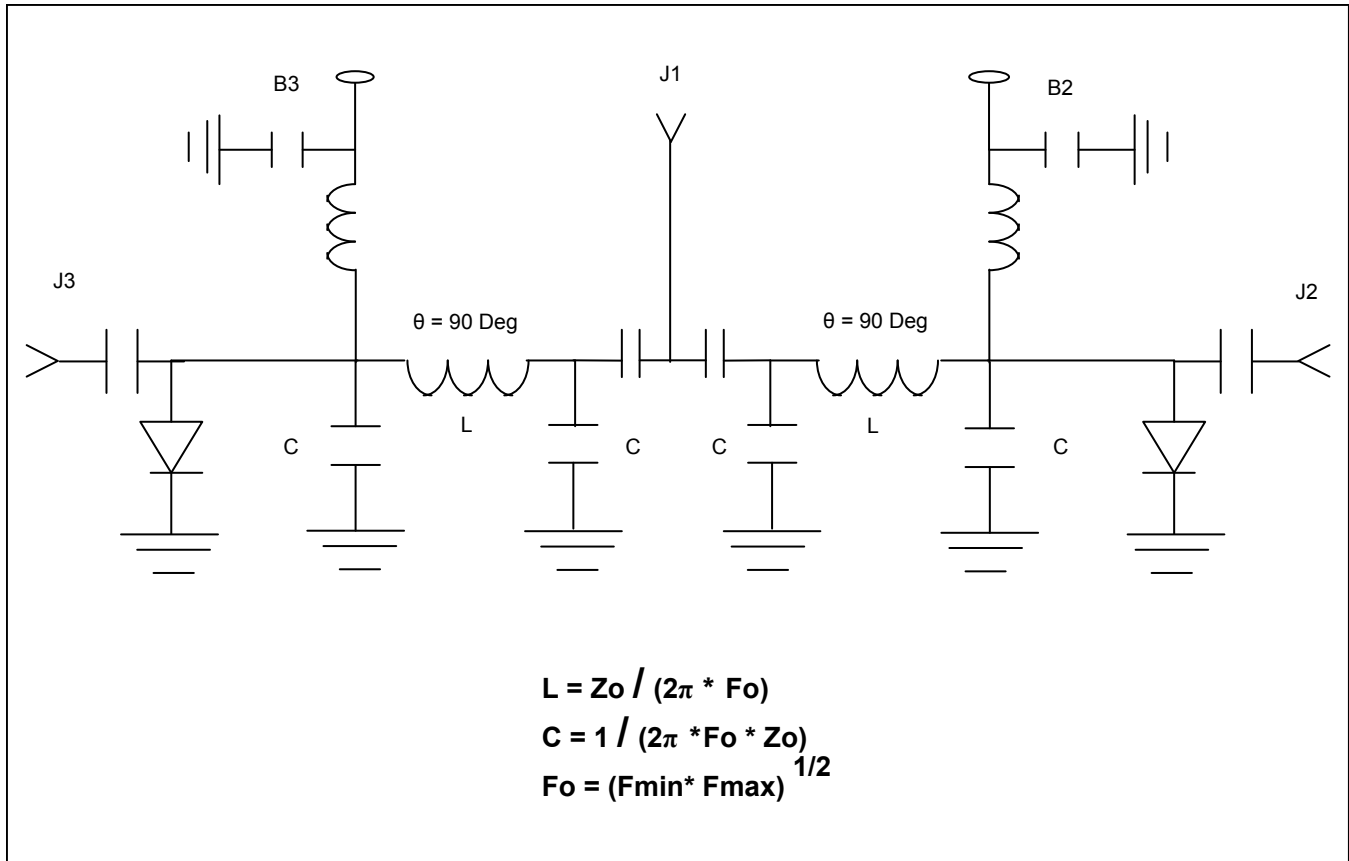 B3
J1
B2
J3
J2
θ = 90 Deg
θ = 90 Deg
L
L
C
C
C
C
L = Zo / (2π * Fo)
C = 1 / (2π *Fo * Zo)
Fo = (Fmin* Fmax) 1/2